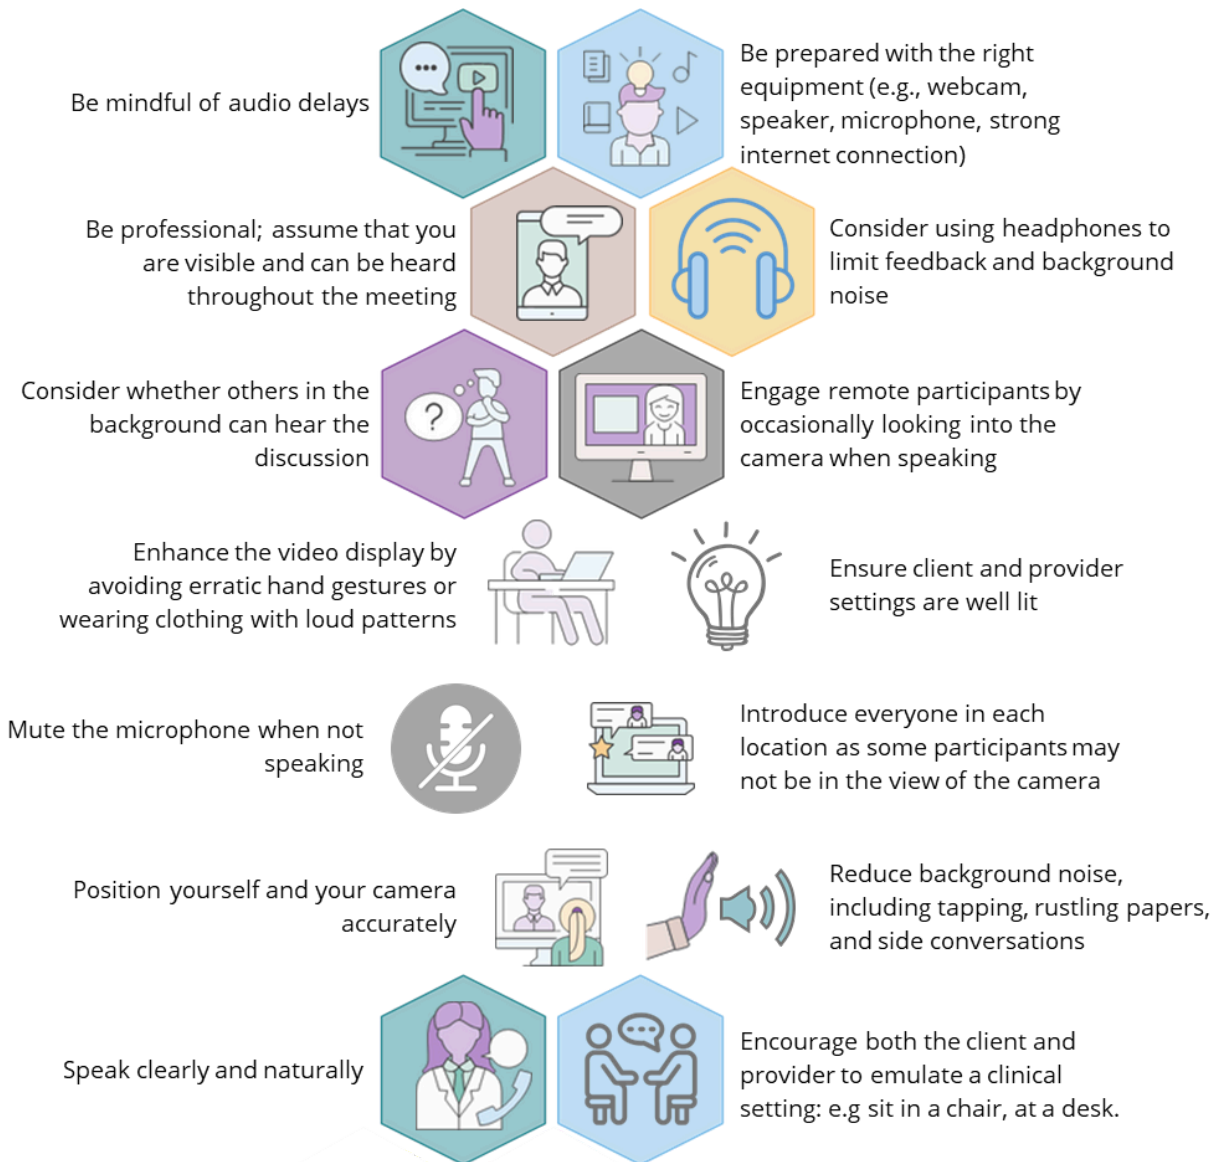 Be mindful of audio delays
Be prepared with the right
equipment (e.g., webcam,
speaker, microphone, strong
internet connection)
Be professional; assume that you
are visible and can be heard
throughout the meeting
Consider using headphones to
limit feedback and background
noise
Consider whether others in the
background can hear the
discussion
?
Engage remote participants by
occasionally looking into the
camera when speaking
Enhance the video display by
avoiding erratic hand gestures or
wearing clothing with loud patterns
Ensure client and provider
settings are well lit
Mute the microphone when not
speaking
Introduce everyone in each
location as some participants may
not be in the view of the camera
Position yourself and your camera
accurately
Reduce background noise,
including tapping, rustling papers,
and side conversations
Speak clearly and naturally
Encourage both the client and
provider to emulate a clinical
setting: e.g sit in a chair, at a desk.